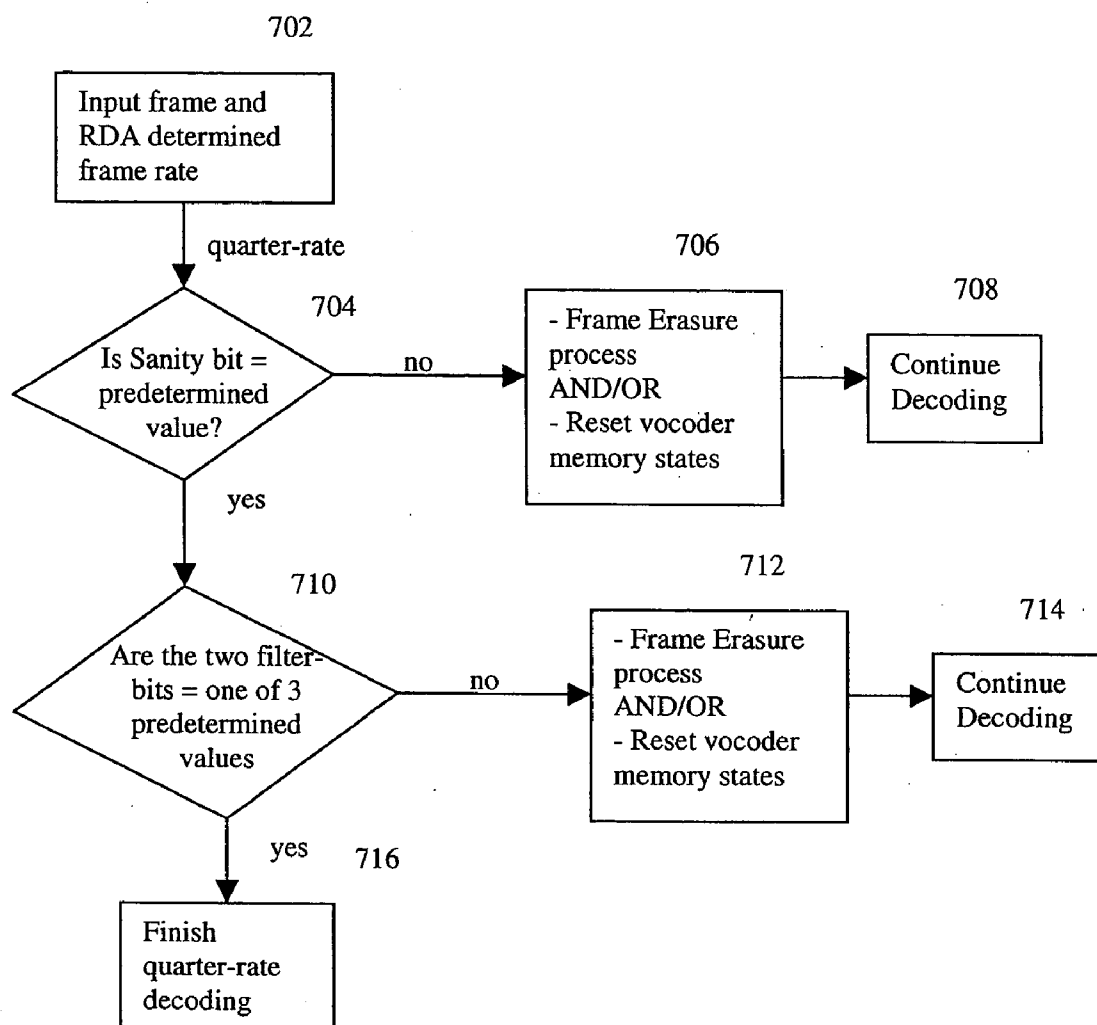 702
Input frame and
RDA determined
frame rate
quarter-rate
704
Is Sanity bit =
predetermined
value?
no
706
- Frame Erasure
process
AND/OR
- Reset vocoder
memory states
708
Continue
Decoding
yes
710
Are the two filter-
bits = one of 3
predetermined
values
no
712
- Frame Erasure
process
AND/OR
- Reset vocoder
memory states
714
Continue
Decoding
yes
716
Finish
quarter-rate
decoding